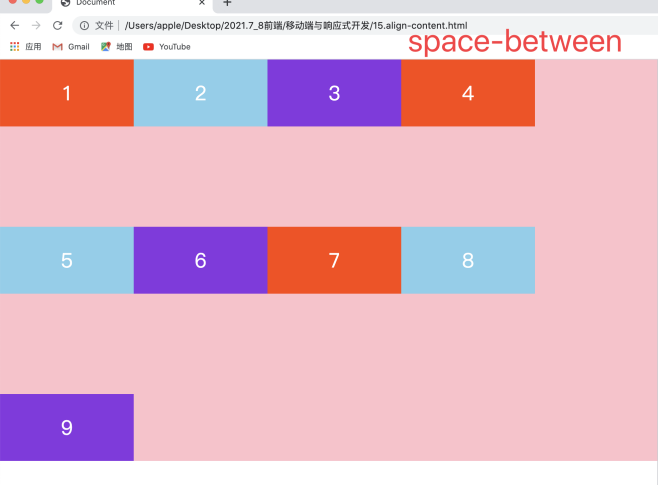 Document
文件 /Users/apple/Desktop/2021.7_8前端/移动端与响应式开发/15.align-content.html
space-between
应用 Gmail 地图 YouTube
1 2 3 4
5 6 7 8
9